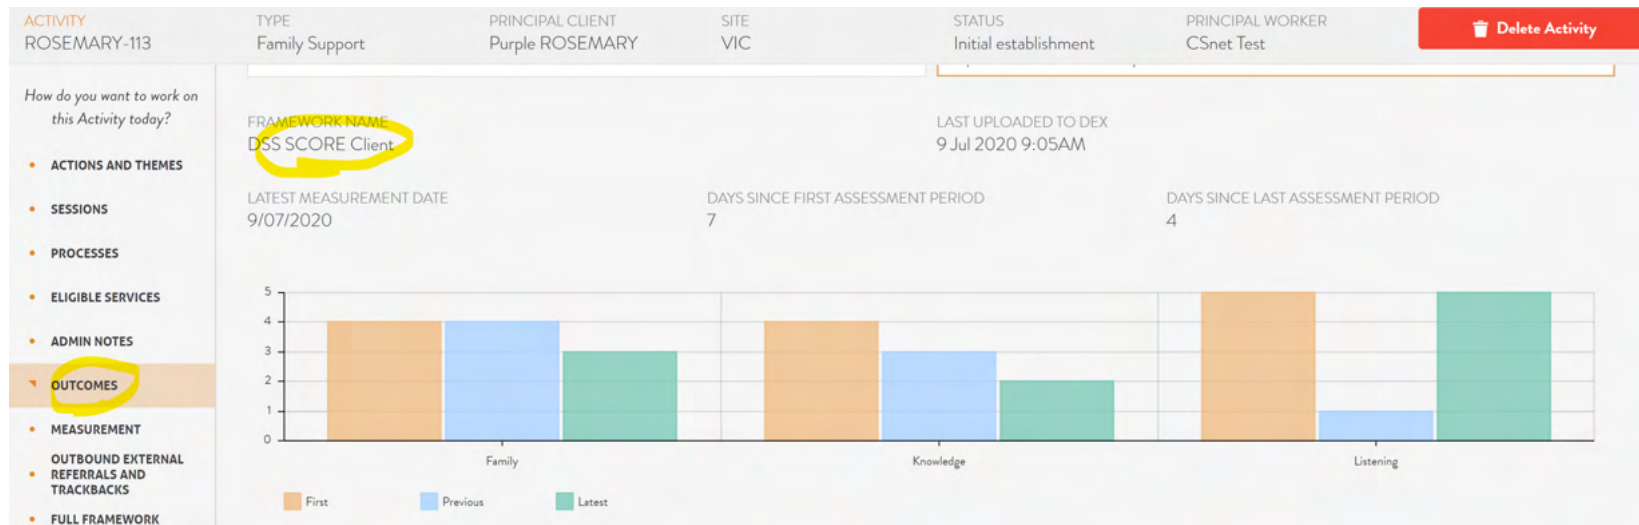 ACTIVITY
ROSEMARY-113
TYPE
Family Support
PRINCIPAL CLIENT
Purple ROSEMARY
SITE
VIC
STATUS
Initial establishment
PRINCIPAL WORKER
CSnet Test
Delete Activity
How do you want to work on
this Activity today?
ACTIONS AND THEMES
SESSIONS
PROCESSES
ELIGIBLE SERVICES
ADMIN NOTES
OUTCOMES
MEASUREMENT
OUTBOUND EXTERNAL
REFERRALS AND
TRACKBACKS
FULL FRAMEWORK
FRAMEWORK NAME
DSS SCORE Client
LAST UPLOADED TO DEX
9 Jul 2020 9:05AM
LATEST MEASUREMENT DATE
9/07/2020
DAYS SINCE FIRST ASSESSMENT PERIOD
7
DAYS SINCE LAST ASSESSMENT PERIOD
4
5
4
3
2
1
0
Family
Knowledge
Listening
First
Previous
Latest